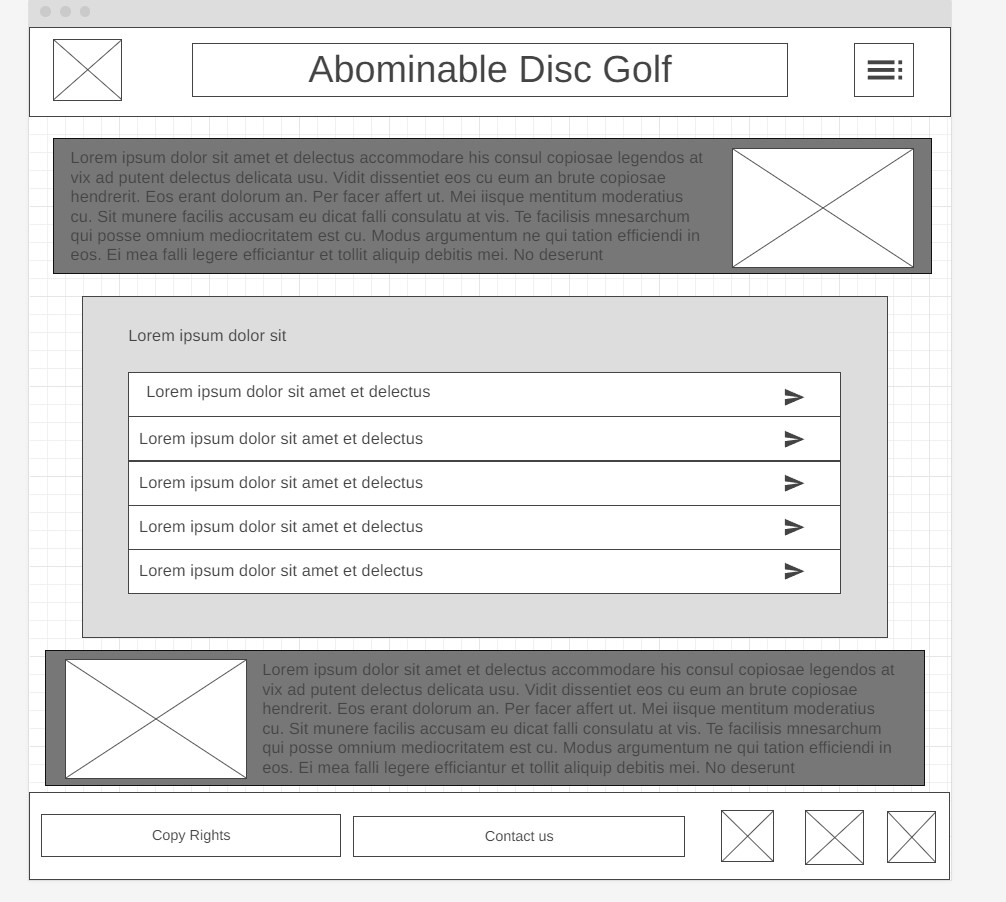 Abominable Disc Golf
Lorem ipsum dolor sit amet et delectus accommodare his consul copiosae legendos at
vix ad putent delectus delicata usu. Vidit dissentiet eos cu eum an brute copiosae
hendrerit. Eos erant dolorum an. Per facer affert ut. Mei iisque mentitum moderatius
cu. Sit munere facilis accusam eu dicat falli consulatu at vis. Te facilisis mnesarchum
qui posse omnium mediocritatem est cu. Modus argumentum ne qui tation efficiendi in
eos. Ei mea falli legere efficiantur et tollit aliquip debitis mei. No deserunt
Lorem ipsum dolor sit
Lorem ipsum dolor sit amet et delectus
Lorem ipsum dolor sit amet et delectus
Lorem ipsum dolor sit amet et delectus
Lorem ipsum dolor sit amet et delectus
Lorem ipsum dolor sit amet et delectus
Lorem ipsum dolor sit amet et delectus accommodare his consul copiosae legendos at
vix ad putent delectus delicata usu. Vidit dissentiet eos cu eum an brute copiosae
hendrerit. Eos erant dolorum an. Per facer affert ut. Mei iisque mentitum moderatius
cu. Sit munere facilis accusam eu dicat falli consulatu at vis. Te facilisis mnesarchum
qui posse omnium mediocritatem est cu. Modus argumentum ne qui tation efficiendi in
eos. Ei mea falli legere efficiantur et tollit aliquip debitis mei. No deserunt
Copy Rights
Contact us